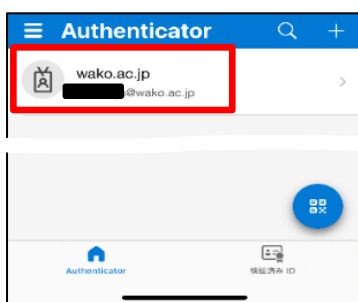 Authenticator
wako.ac.jp
@wako.ac.jp
Authenticator
検証済み ID